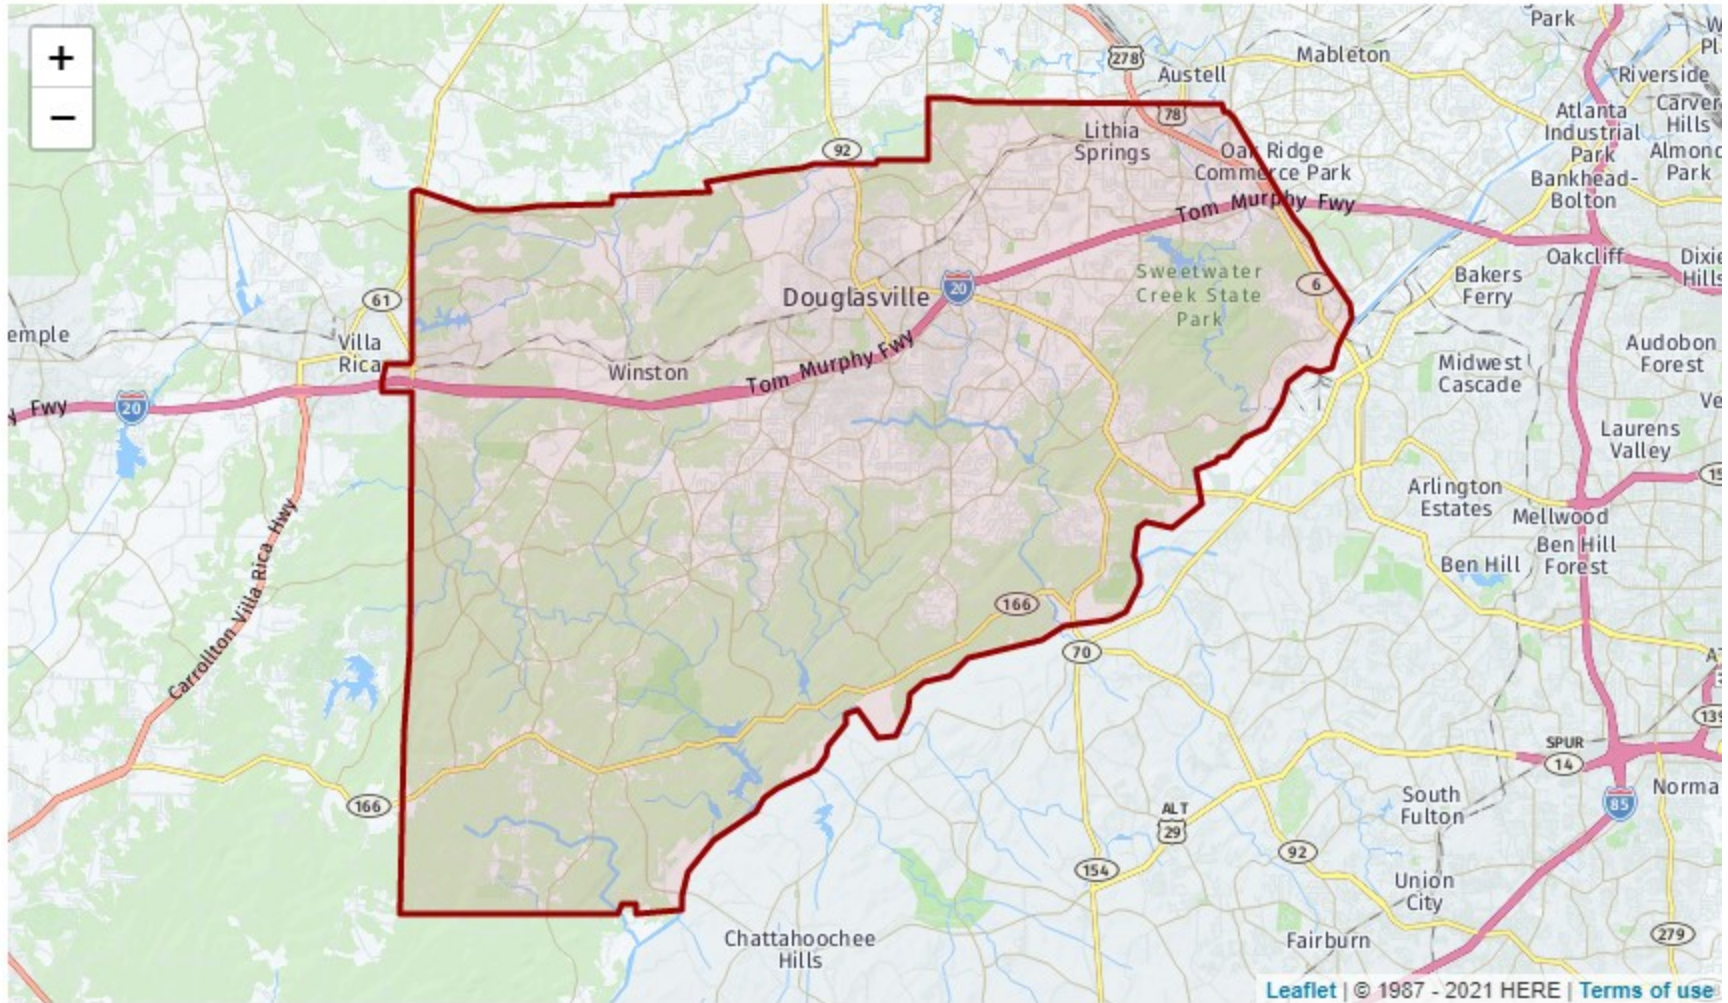 +
−
278
Park
Mableton
Austell
Riverside
78
Atlanta
Industrial
Park
Carver
Hills
92
Lithia
Springs
Oak Ridge
Commerce Park
Almond
Park
Bankhead-
Bolton
Tom Murphy Fwy
Oakcliff
Dixie
Hills
Sweetwater
Creek State
Park
6
Bakers
Ferry
61
Douglasville
20
emple
Villa
Rica
Winston
Tom Murphy Fwy
Midwest
Cascade
Audobon
Forest
y Fwy
20
Ve
Laurens
Valley
15
Arlington
Estates
Mellwood
Carrollton Villa Rica Hwy
Ben Hill
Ben Hill
Forest
166
70
139
SPUR
14
166
ALT
29
South
Fulton
85
Norma
154
92
Union
City
Chattahoochee
Hills
Fairburn
279
Leaflet | © 1987 - 2021 HERE | Terms of use